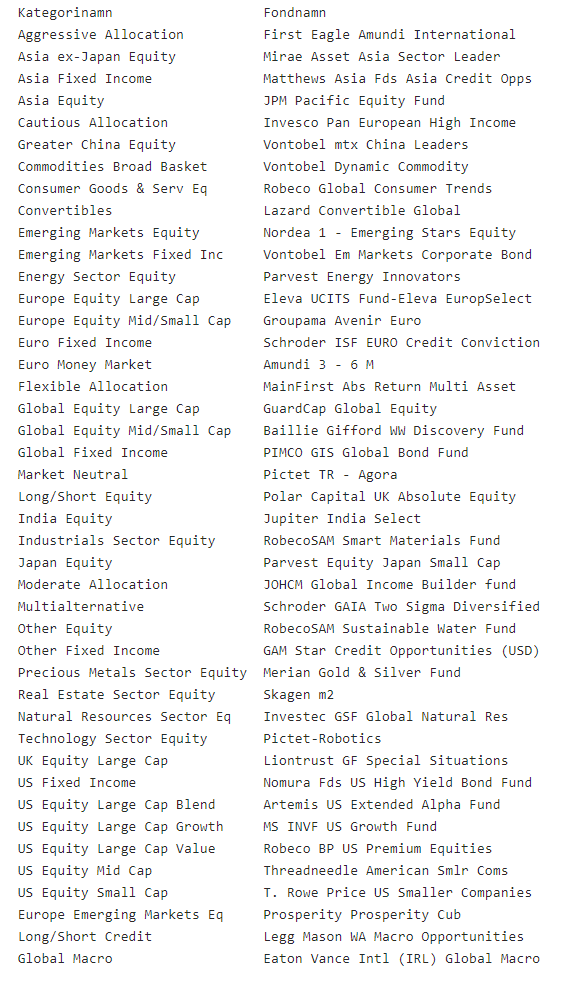 Kategorinamn Fondnamn
Aggressive Allocation First Eagle Amundi International
Asia ex-Japan Equity Mirae Asset Asia Sector Leader
Asia Fixed Income Matthews Asia Fds Asia Credit Opps
Asia Equity JPM Pacific Equity Fund
Cautious Allocation Invesco Pan European High Income
Greater China Equity Vontobel mtx China Leaders
Commodities Broad Basket Vontobel Dynamic Commodity
Consumer Goods & Serv Eq Robeco Global Consumer Trends
Convertibles Lazard Convertible Global
Emerging Markets Equity Nordea 1 - Emerging Stars Equity
Emerging Markets Fixed Inc Vontobel Em Markets Corporate Bond
Energy Sector Equity Parvest Energy Innovators
Europe Equity Large Cap Eleva UCITS Fund-Eleva EuropSelect
Europe Equity Mid/Small Cap Groupama Avenir Euro
Euro Fixed Income Schroder ISF EURO Credit Conviction
Euro Money Market Amundi 3 - 6 M
Flexible Allocation MainFirst Abs Return Multi Asset
Global Equity Large Cap GuardCap Global Equity
Global Equity Mid/Small Cap Baillie Gifford WW Discovery Fund
Global Fixed Income PIMCO GIS Global Bond Fund
Market Neutral Pictet TR - Agora
Long/Short Equity Polar Capital UK Absolute Equity
India Equity Jupiter India Select
Industrials Sector Equity RobecoSAM Smart Materials Fund
Japan Equity Parvest Equity Japan Small Cap
Moderate Allocation JOHCM Global Income Builder fund
Multialternative Schroder GAIA Two Sigma Diversified
Other Equity RobecoSAM Sustainable Water Fund
Other Fixed Income GAM Star Credit Opportunities (USD)
Precious Metals Sector Equity Merian Gold & Silver Fund
Real Estate Sector Equity Skagen m2
Natural Resources Sector Eq Investec GSF Global Natural Res
Technology Sector Equity Pictet-Robotics
UK Equity Large Cap Liontrust GF Special Situations
US Fixed Income Nomura Fds US High Yield Bond Fund
US Equity Large Cap Blend Artemis US Extended Alpha Fund
US Equity Large Cap Growth MS INVF US Growth Fund
US Equity Large Cap Value Robeco BP US Premium Equities
US Equity Mid Cap Threadneedle American Smlr Coms
US Equity Small Cap T. Rowe Price US Smaller Companies
Europe Emerging Markets Eq Prosperity Prosperity Cub
Long/Short Credit Legg Mason WA Macro Opportunities
Global Macro Eaton Vance Intl (IRL) Global Macro